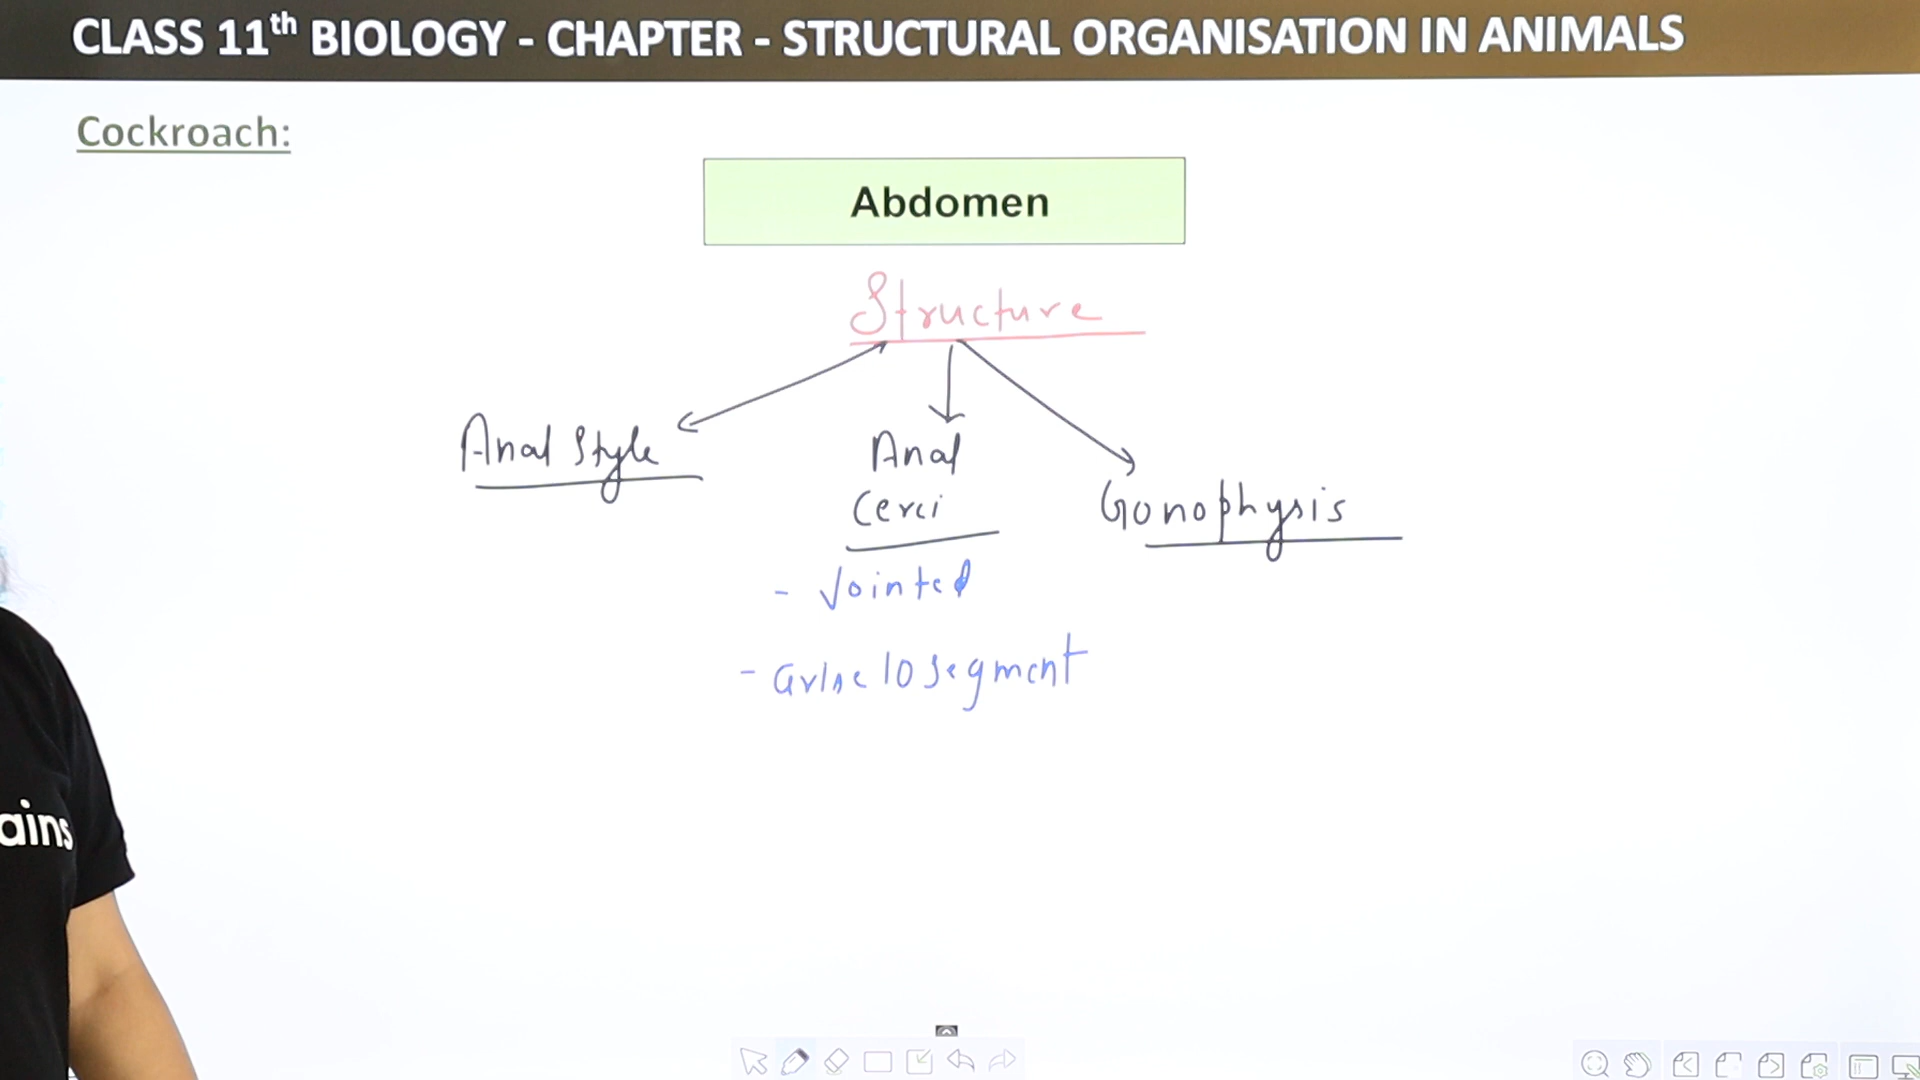 CLASS 11th BIOLOGY - CHAPTER - STRUCTURAL ORGANISATION IN ANIMALS
Cockroach:
Abdomen
Structure
Anal Style
Anal
Cerci
Gonophysis
- Jointed
- 10 segment
ains